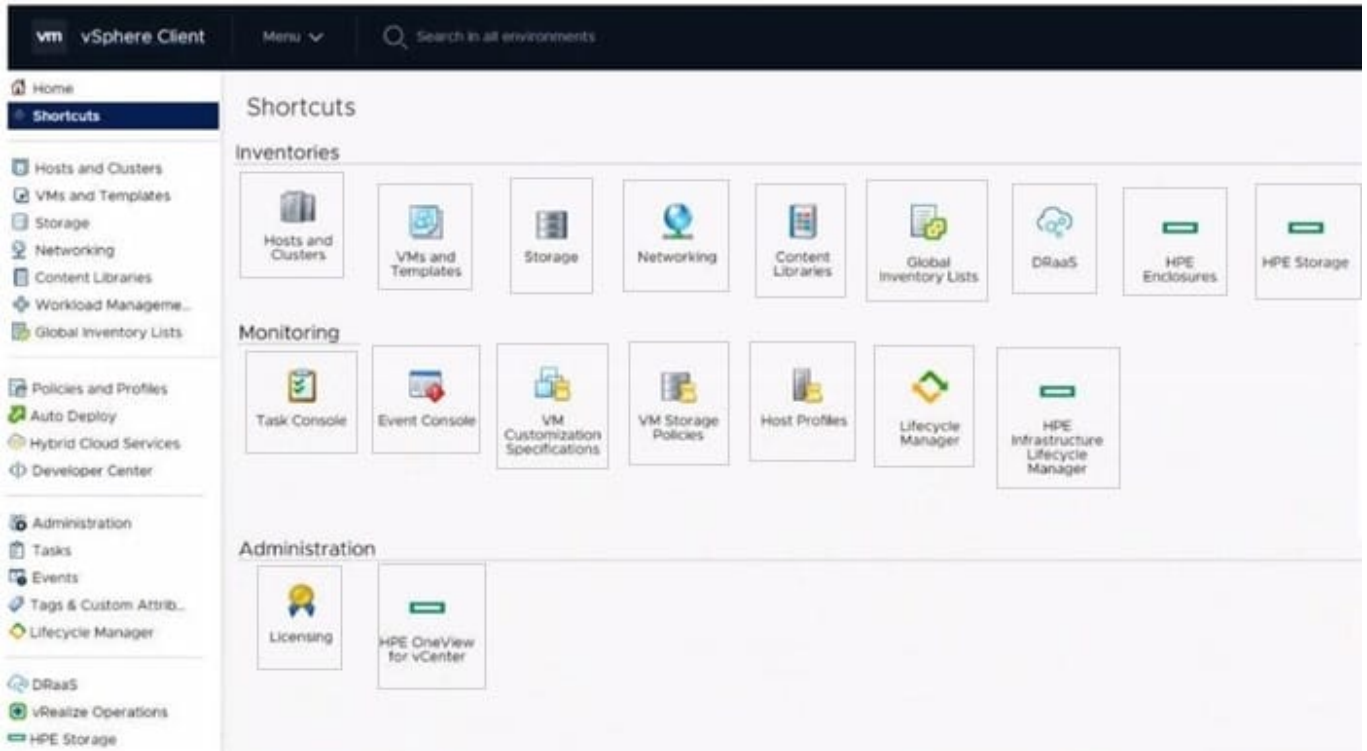 vm vSphere Client Menu Search in all environments
Home
Shortcuts
Hosts and Clusters
VMs and Templates
Storage
Networking
Content Libraries
Workload Manageme...
Global Inventory Lists
Policies and Profiles
Auto Deploy
Hybrid Cloud Services
Developer Center
Administration
Tasks
Events
Tags & Custom Attrib...
Lifecycle Manager
DRaaS
vRealize Operations
HPE Storage
Shortcuts
Inventories
Hosts and
Clusters
VMs and
Templates
Storage
Networking
Content
Libraries
Global
Inventory Lists
DRaaS
HPE
Enclosures
HPE Storage
Monitoring
Task Console
Event Console
VM
Customization
Specifications
VM Storage
Policies
Host Profiles
Lifecycle
Manager
HPE
Infrastructure
Lifecycle
Manager
Administration
Licensing
HPE OneView
for vCenter